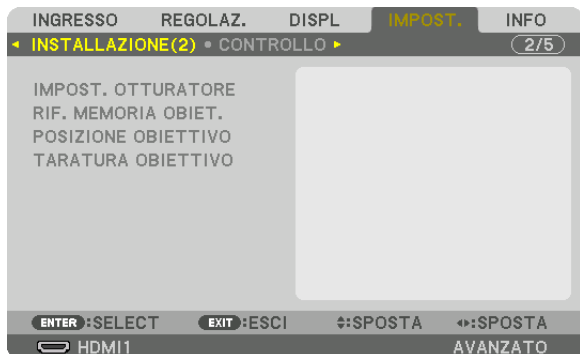 INGRESSO REGOLAZ. DISPL IMPOST. INFO
◂ INSTALLAZIONE(2) • CONTROLLO ▸ 2/5
IMPOST. OTTURATORE
RIF. MEMORIA OBIET.
POSIZIONE OBIETTIVO
TARATURA OBIETTIVO
ENTER :SELECT EXIT :ESCI :SPOSTA :SPOSTA
HDMI1 AVANZATO